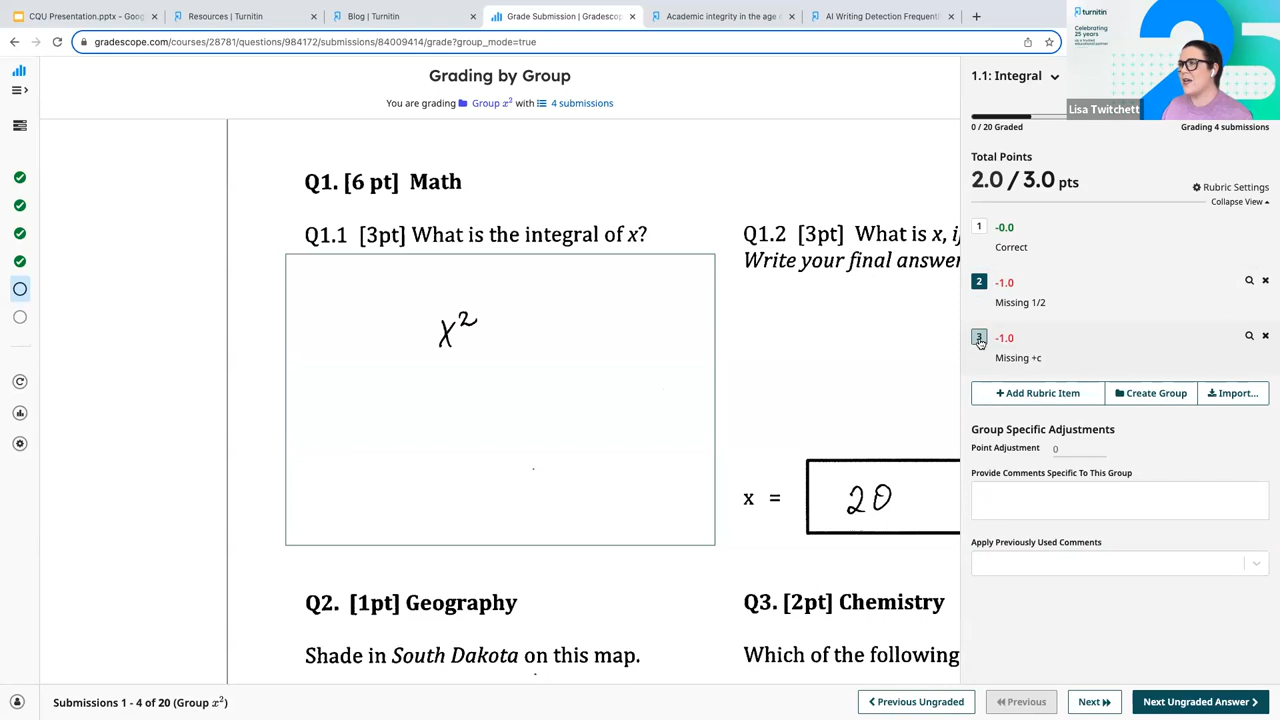 CQU Presentation.pptx - Goog
Resources | Turnitin
Blog | Turnitin
Grade Submission | Gradescop
Academic integrity in the age
AI Writing Detection Frequentl
gradescope.com/courses/28781/questions/984172/submissions/84009414/grade?group_mode=true
turnitin
Celebrating
25 years
Lisa Twitchett
Grading by Group
You are grading Group x² with 4 submissions
1.1: Integral
0 / 20 Graded
Grading 4 submissions
Total Points
2.0 / 3.0 pts
Rubric Settings
Collapse View
1 -0.0
Correct
2 -1.0
Missing 1/2
3 -1.0
Missing +c
+ Add Rubric Item
Create Group
Import...
Group Specific Adjustments
Point Adjustment 0
Provide Comments Specific To This Group
Apply Previously Used Comments
Q1. [6 pt] Math
Q1.1 [3pt] What is the integral of x?
x²
Q1.2 [3pt] What is x, i
Write your final answer
x = 20
Q2. [1pt] Geography
Shade in South Dakota on this map.
Q3. [2pt] Chemistry
Which of the following
Submissions 1 - 4 of 20 (Group x²)
Previous Ungraded
Previous
Next
Next Ungraded Answer